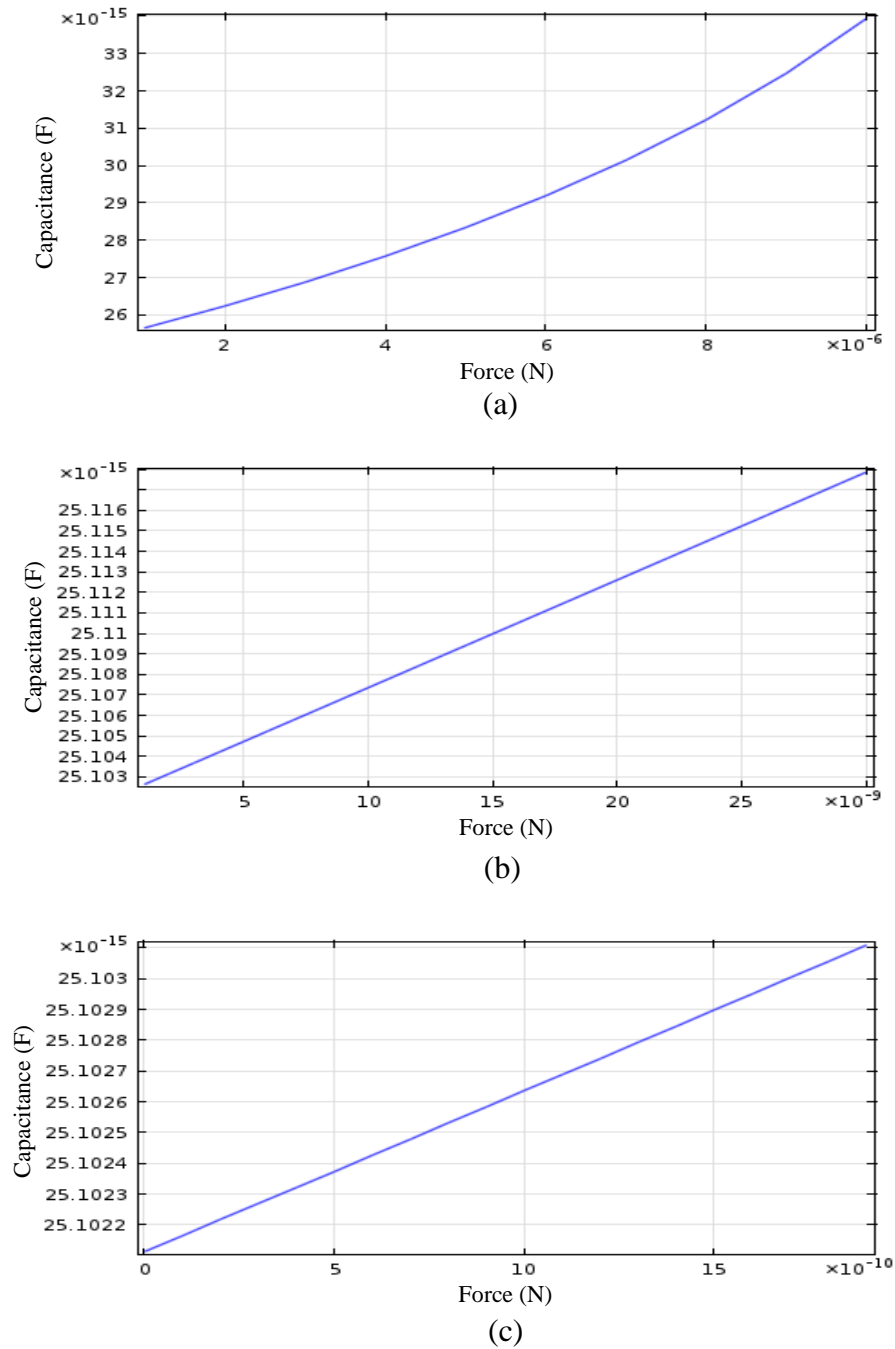 ×10⁻¹⁵
33
32
31
30
29
28
27
26
Capacitance (F)
2 4 6 8 ×10⁻⁶
Force (N)
(a)
×10⁻¹⁵
25.116
25.115
25.114
25.113
25.112
25.111
25.11
25.109
25.108
25.107
25.106
25.105
25.104
25.103
Capacitance (F)
5 10 15 20 25 ×10⁻⁹
Force (N)
(b)
×10⁻¹⁵
25.103
25.1029
25.1028
25.1027
25.1026
25.1025
25.1024
25.1023
25.1022
Capacitance (F)
0 5 10 15 ×10⁻¹⁰
Force (N)
(c)